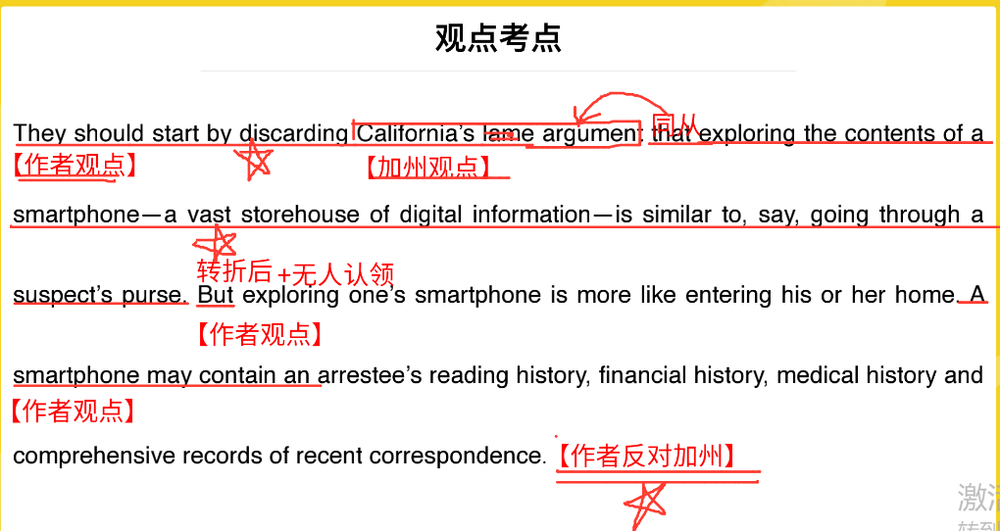 观点考点
They should start by discarding California's lame argument that exploring the contents of a
同从
【作者观点】 【加州观点】
smartphone—a vast storehouse of digital information—is similar to, say, going through a
转折后+无人认领
suspect's purse. But exploring one's smartphone is more like entering his or her home. A
【作者观点】
smartphone may contain an arrestee's reading history, financial history, medical history and
【作者观点】
comprehensive records of recent correspondence. 【作者反对加州】